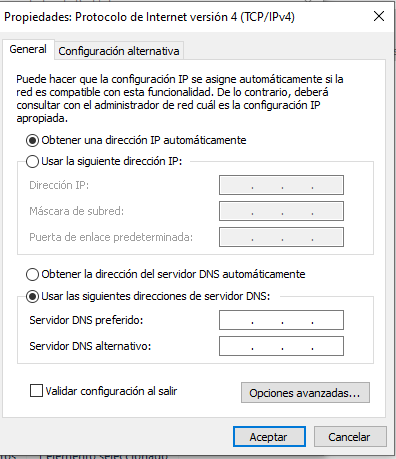 Propiedades: Protocolo de Internet versión 4 (TCP/IPv4)
General
Configuración alternativa
Puede hacer que la configuración IP se asigne automáticamente si la
red es compatible con esta funcionalidad. De lo contrario, deberá
consultar con el administrador de red cuál es la configuración IP
apropiada.
Obtener una dirección IP automáticamente
Usar la siguiente dirección IP:
Dirección IP:
Máscara de subred:
Puerta de enlace predeterminada:
Obtener la dirección del servidor DNS automáticamente
Usar las siguientes direcciones de servidor DNS:
Servidor DNS preferido:
Servidor DNS alternativo:
Validar configuración al salir
Opciones avanzadas...
Aceptar
Cancelar